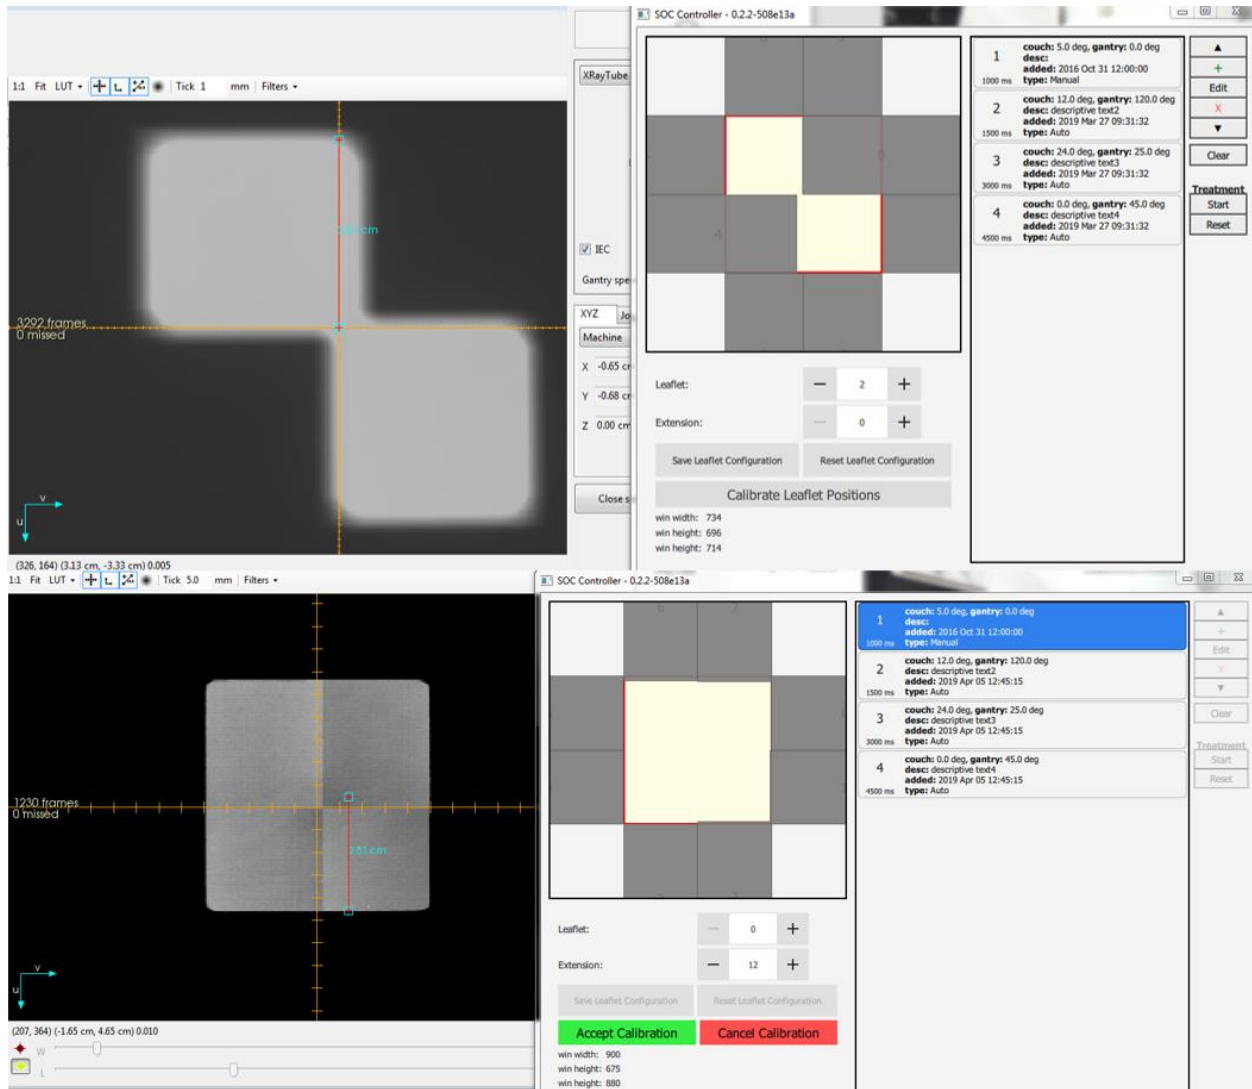 SOC Controller - 0.2.2-508e13a
1:1 Fit LUT Tick 1 mm Filters
3292 frames
0 missed
v
u
(326, 164) (3.13 cm, -3.33 cm) 0.005
XRayTube
IEC
Gantry spe
XYZ Jo
Machine
X -0.65 cm
Y -0.68 cm
Z 0.00 cm
Close s
4
1
couch: 5.0 deg, gantry: 0.0 deg
desc:
added: 2016 Oct 31 12:00:00
1000 ms type: Manual
2
couch: 12.0 deg, gantry: 120.0 deg
desc: descriptive text2
added: 2019 Mar 27 09:31:32
1500 ms type: Auto
3
couch: 24.0 deg, gantry: 25.0 deg
desc: descriptive text3
added: 2019 Mar 27 09:31:32
3000 ms type: Auto
4
couch: 0.0 deg, gantry: 45.0 deg
desc: descriptive text4
added: 2019 Mar 27 09:31:32
4500 ms type: Auto
▲
+
Edit
X
▼
Clear
Treatment
Start
Reset
Leaflet: − 2 +
Extension: − 0 +
Save Leaflet Configuration Reset Leaflet Configuration
Calibrate Leaflet Positions
win width: 734
win height: 696
win height: 714
1:1 Fit LUT Tick 5.0 mm Filters
1230 frames
0 missed
2.51 cm
v
u
(207, 364) (-1.65 cm, 4.65 cm) 0.010
W
L
SOC Controller - 0.2.2-508e13a
6 7
1
couch: 5.0 deg, gantry: 0.0 deg
desc:
added: 2016 Oct 31 12:00:00
1000 ms type: Manual
2
couch: 12.0 deg, gantry: 120.0 deg
desc: descriptive text2
added: 2019 Apr 05 12:45:15
1500 ms type: Auto
3
couch: 24.0 deg, gantry: 25.0 deg
desc: descriptive text3
added: 2019 Apr 05 12:45:15
3000 ms type: Auto
4
couch: 0.0 deg, gantry: 45.0 deg
desc: descriptive text4
added: 2019 Apr 05 12:45:15
4500 ms type: Auto
▲
+
Edit
X
▼
Clear
Treatment
Start
Reset
Leaflet: − 0 +
Extension: − 12 +
Save Leaflet Configuration Reset Leaflet Configuration
Accept Calibration Cancel Calibration
win width: 900
win height: 675
win height: 880